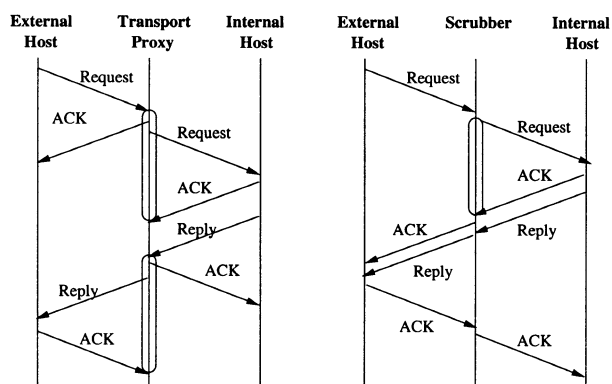 External Host
Transport Proxy
Internal Host
Request
ACK
Request
ACK
Reply
ACK
Reply
ACK
External Host
Scrubber
Internal Host
Request
Request
ACK
ACK
Reply
Reply
ACK
ACK